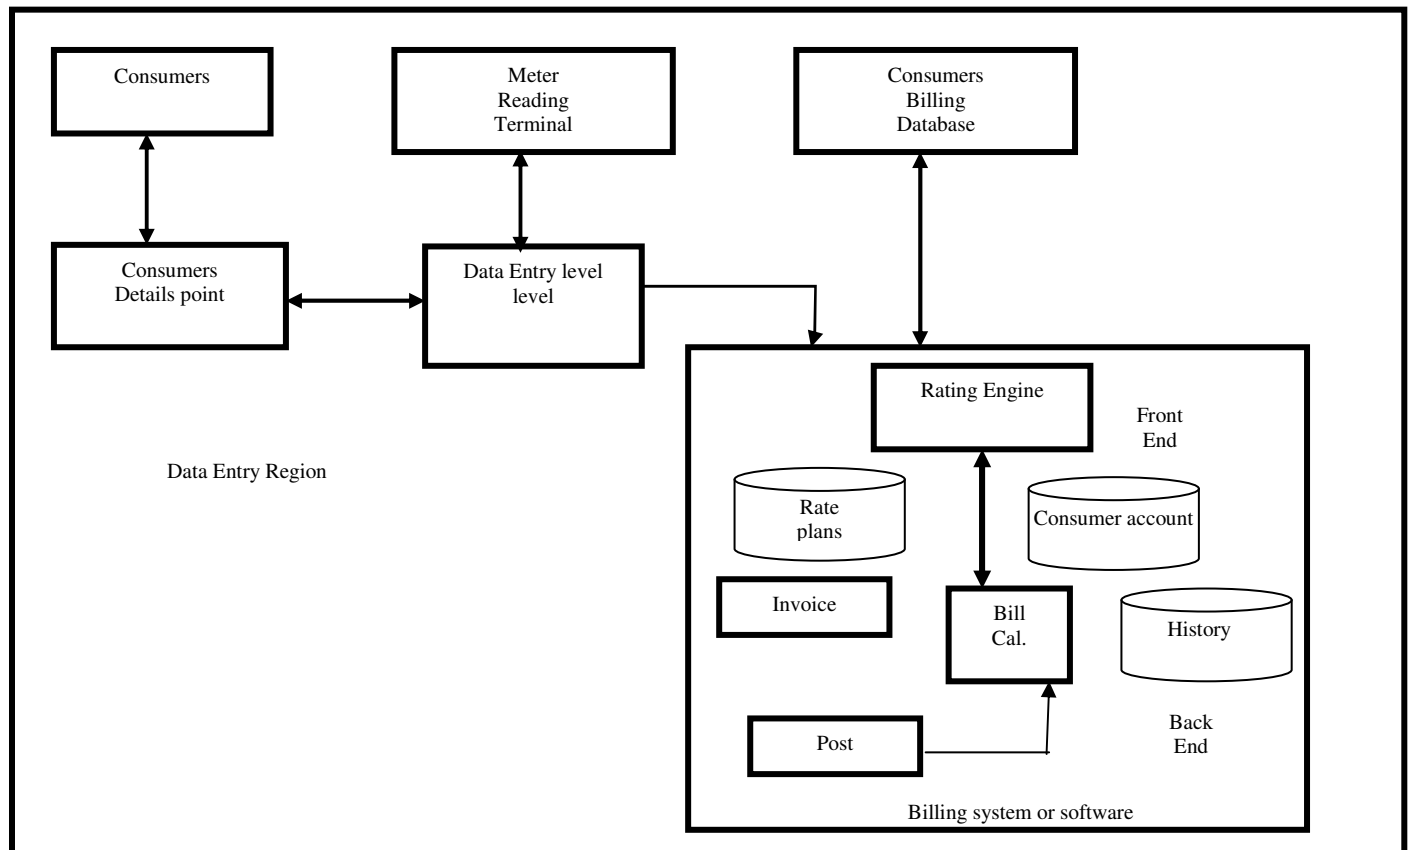 Consumers
Meter
Reading
Terminal
Consumers
Billing
Database
Consumers
Details point
Data Entry level
level
Rating Engine
Front
End
Data Entry Region
Rate
plans
Consumer account
Invoice
Bill
Cal.
History
Post
Back
End
Billing system or software